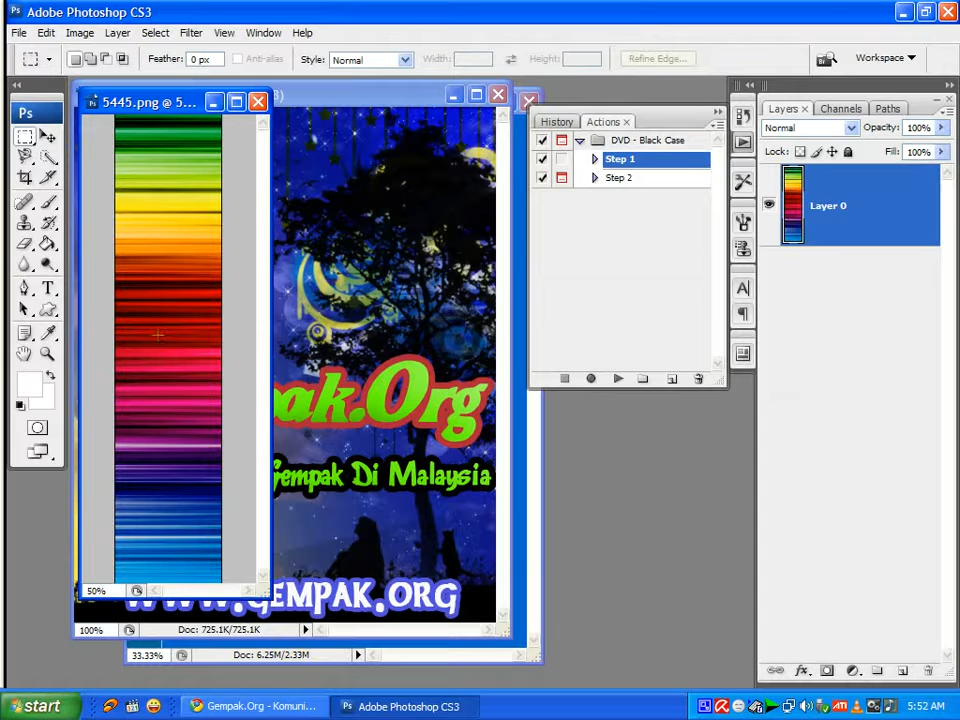 Adobe Photoshop CS3
File Edit Image Layer Select Filter View Window Help
Feather: 0 px Anti-alias Style: Normal Width: Height: Refine Edge... Workspace
5445.png @ 5...
History Actions
DVD - Black Case
Step 1
Step 2
Layers Channels Paths
Normal Opacity: 100%
Lock: Fill: 100%
Layer 0
pak.Org
Gempak Di Malaysia
WWW.GEMPAK.ORG
50%
100% Doc: 725.1K/725.1K
33.33% Doc: 6.25M/2.33M
start Gempak.Org - Komuni... Adobe Photoshop CS3 5:52 AM